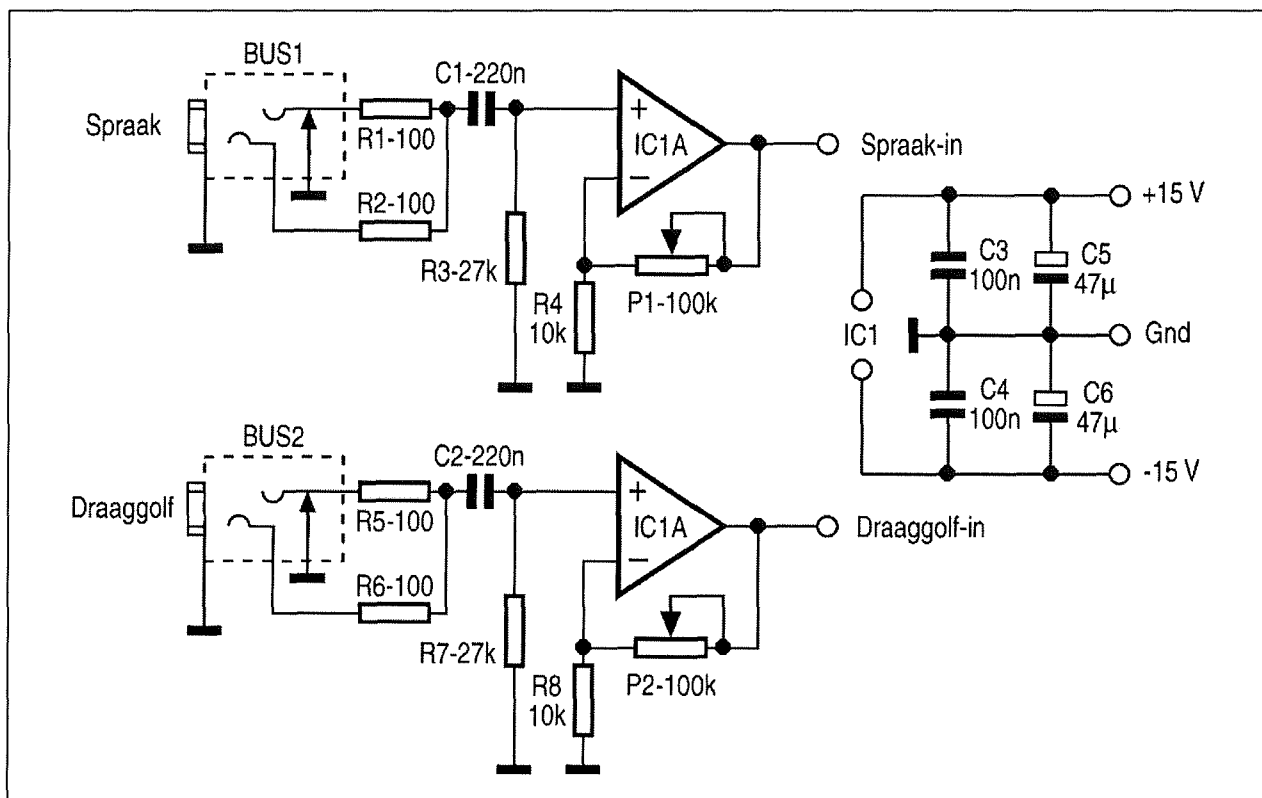 BUS1
C1-220n
Spraak
R1-100
R2-100
+
IC1A
−
Spraak-in
R3-27k
R4
10k
P1-100k
+15 V
C3
100n
C5
47µ
IC1
Gnd
C4
100n
C6
47µ
-15 V
BUS2
C2-220n
Draaggolf
R5-100
R6-100
+
IC1A
−
Draaggolf-in
R7-27k
R8
10k
P2-100k